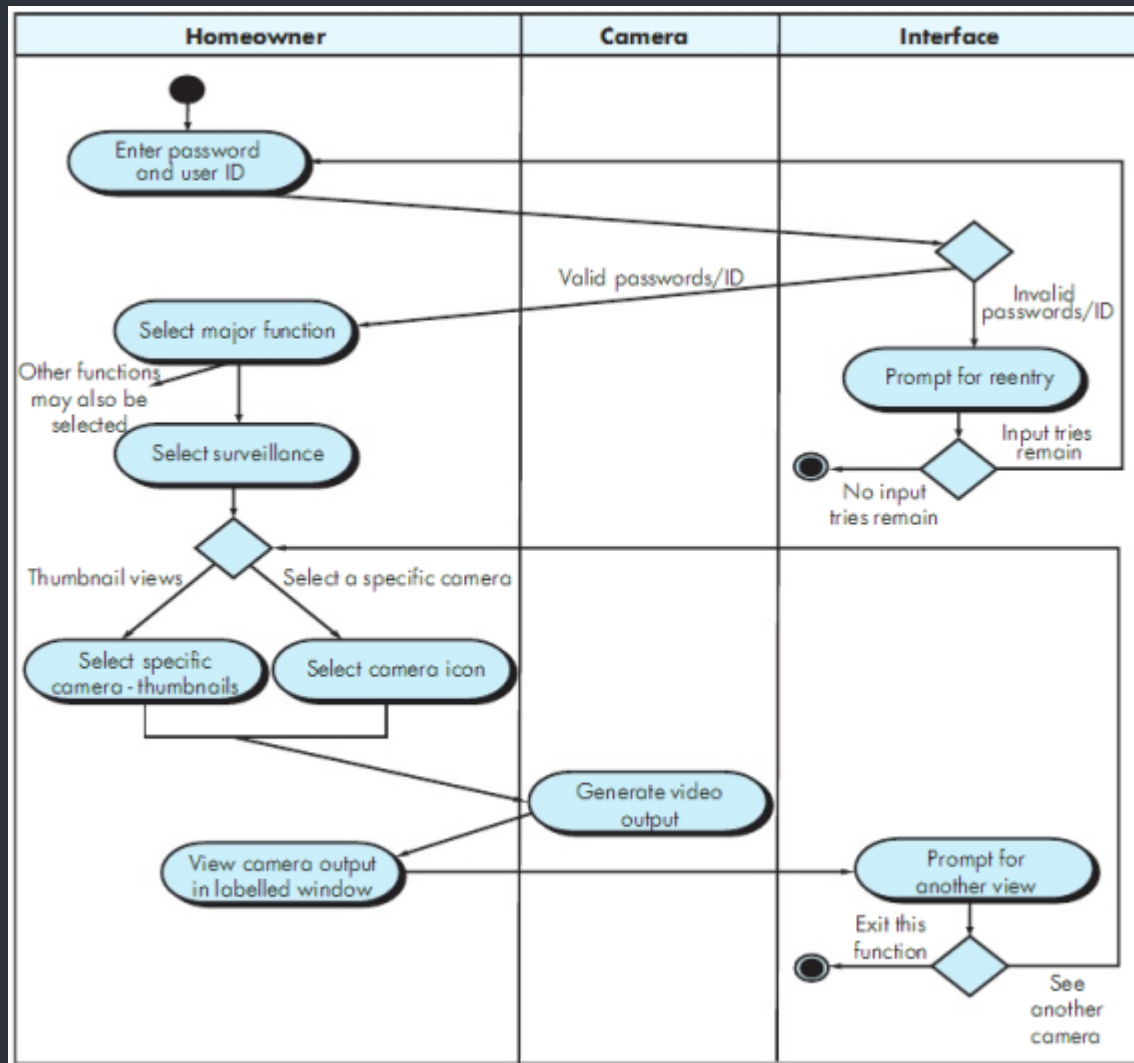 Homeowner
Camera
Interface
Enter password
and user ID
Valid passwords/ID
Invalid
passwords/ID
Select major function
Prompt for reentry
Other functions
may also be
selected
Input tries
remain
Select surveillance
No input
tries remain
Thumbnail views
Select a specific camera
Select specific
camera - thumbnails
Select camera icon
Generate video
output
View camera output
in labelled window
Prompt for
another view
Exit this
function
See
another
camera